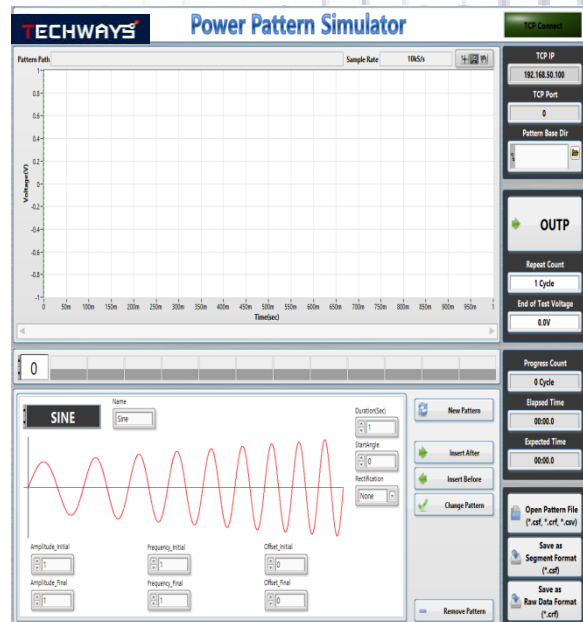 TECHWAYS
Power Pattern Simulator
TCP Connect
Pattern Path
Sample Rate
10kS/s
1
0.8
0.6
0.4
0.2
0
-0.2
-0.4
-0.6
-0.8
-1
Voltage(V)
0 50m 100m 150m 200m 250m 300m 350m 400m 450m 500m 550m 600m 650m 700m 750m 800m 850m 900m 950m 1
Time(sec)
TCP IP
192.168.50.100
TCP Port
0
Pattern Base Dir
OUTP
Repeat Count
1 Cycle
End of Test Voltage
0.0V
0
Progress Count
0 Cycle
Elapsed Time
00:00.0
Expected Time
00:00.0
SINE
Name
Sine
Duration(Sec)
1
StartAngle
0
Rectification
None
Amplitude_Initial
1
Frequency_Initial
1
Offset_Initial
0
Amplitude_Final
1
Frequency_Final
1
Offset_Final
0
New Pattern
Insert After
Insert Before
Change Pattern
Remove Pattern
Open Pattern File
(*.csf, *.crf, *.csv)
Save as
Segment Format
(*.csf)
Save as
Raw Data Format
(*.crf)